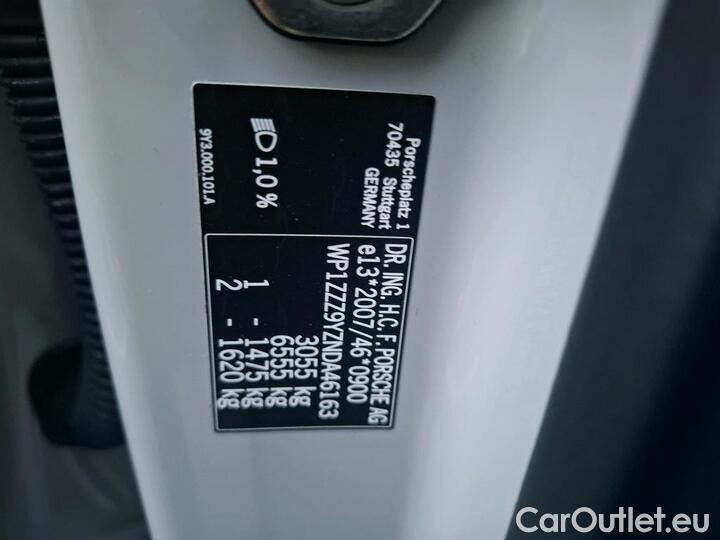 Porscheplatz 1
70435 Stuttgart
GERMANY
1,0 %
9Y3.000.101.A
DR. ING. H.C. F. PORSCHE AG
e13*2007/46*0900
WP1ZZZ9YZNDA46163
3055 kg
6555 kg
1 - 1475 kg
2 - 1620 kg
CarOutlet.eu